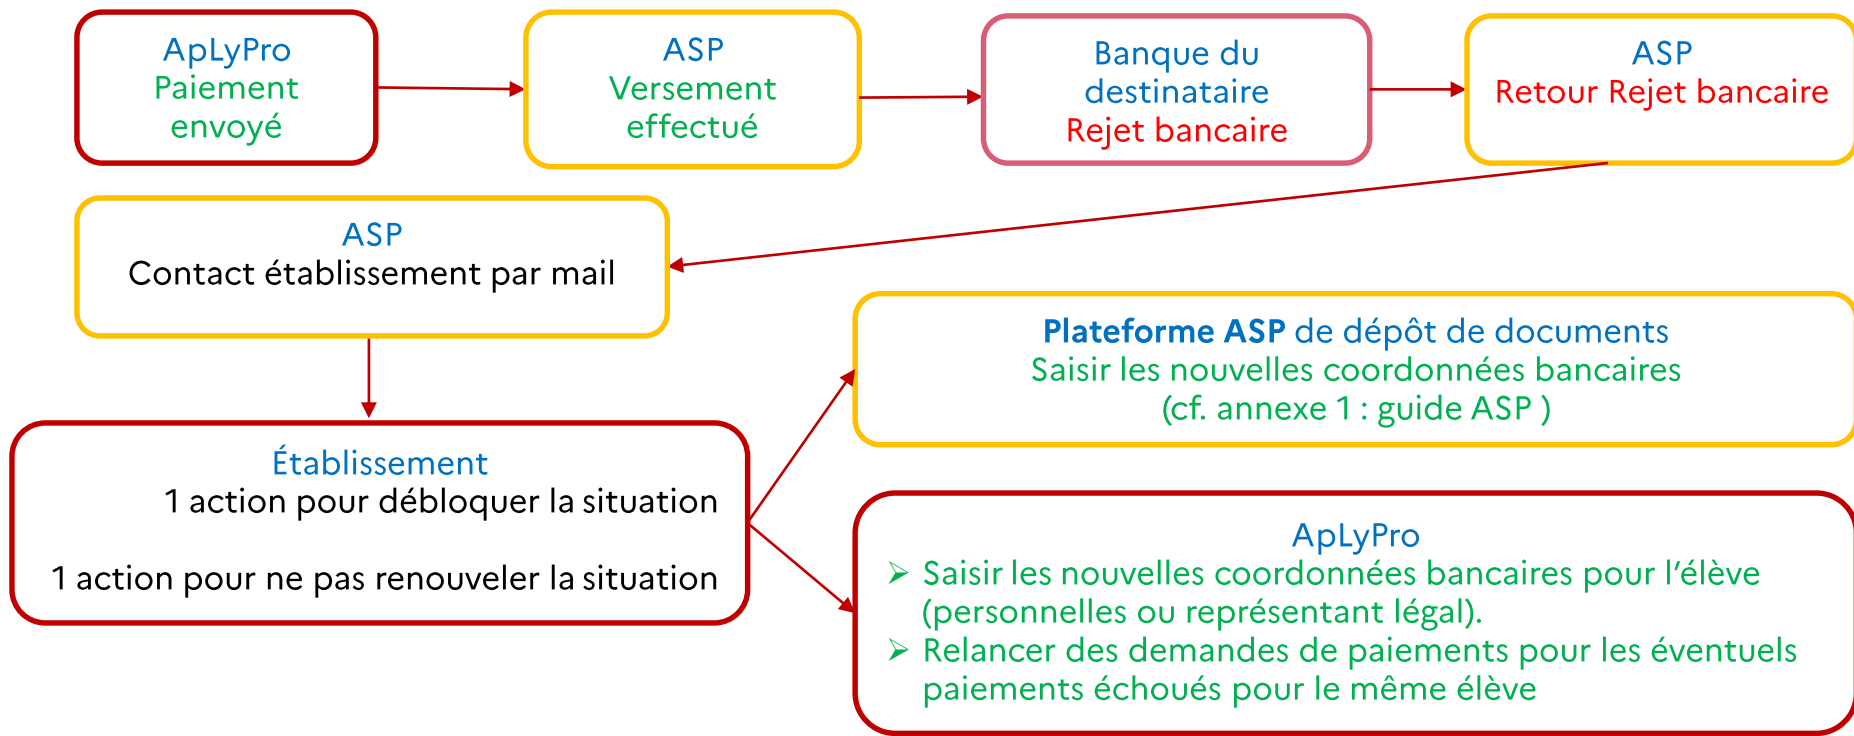 ApLyPro
Paiement
envoyé
ASP
Versement
effectué
Banque du
destinataire
Rejet bancaire
ASP
Retour Rejet bancaire
ASP
Contact établissement par mail
Plateforme ASP de dépôt de documents
Saisir les nouvelles coordonnées bancaires
(cf. annexe 1 : guide ASP )
Établissement
1 action pour débloquer la situation
1 action pour ne pas renouveler la situation
ApLyPro
➢ Saisir les nouvelles coordonnées bancaires pour l’élève
(personnelles ou représentant légal).
➢ Relancer des demandes de paiements pour les éventuels
paiements échoués pour le même élève